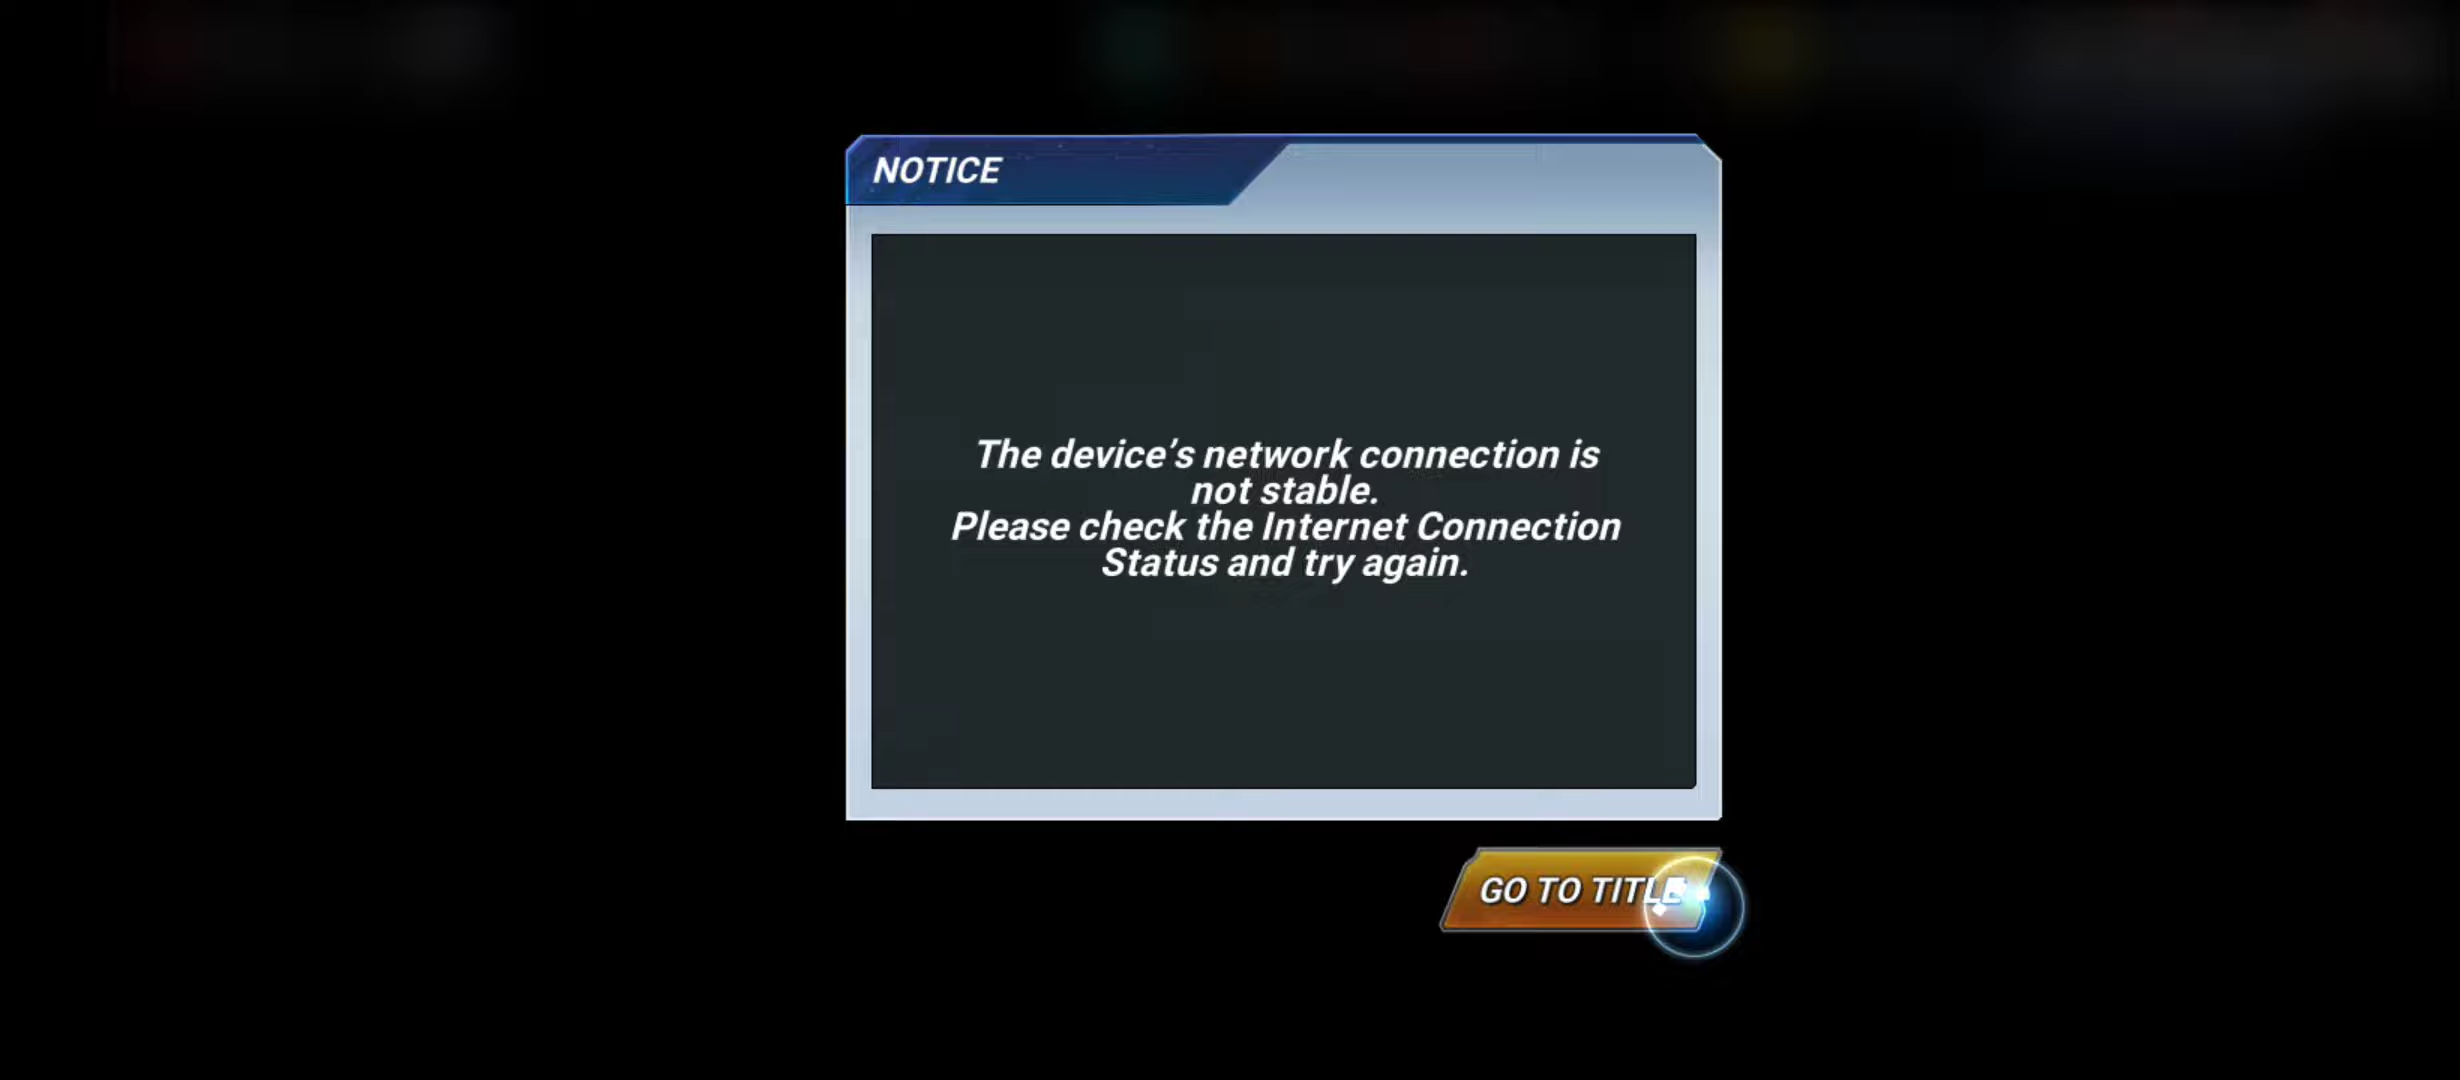 NOTICE
The device’s network connection is
not stable.
Please check the Internet Connection
Status and try again.
GO TO TITLE